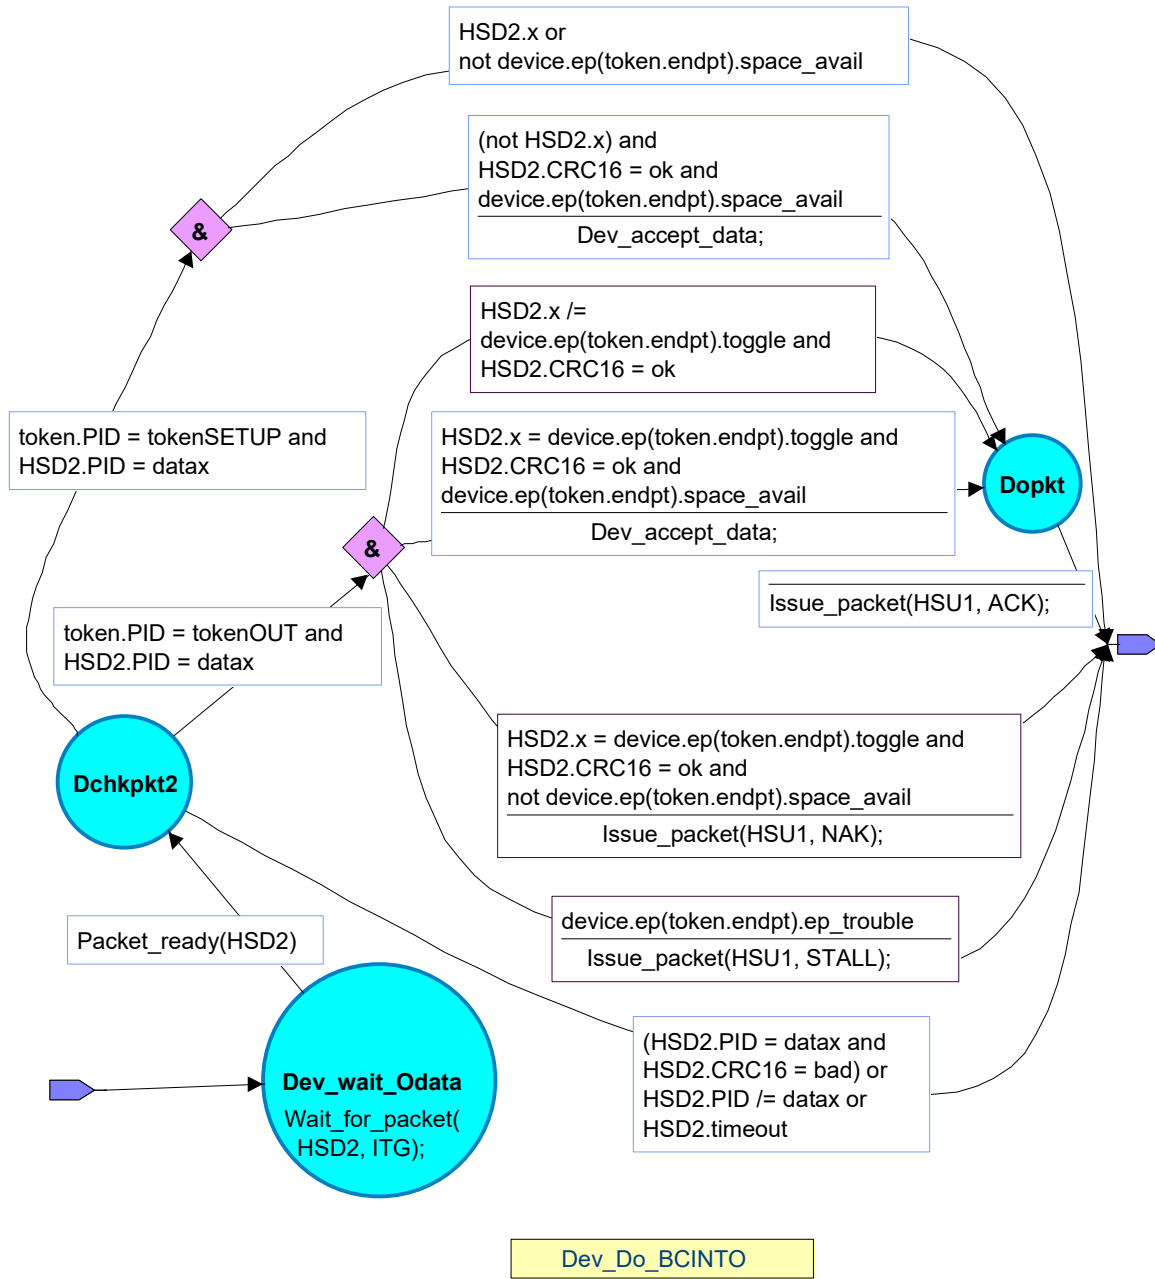 HSD2.x or
not device.ep(token.endpt).space_avail
(not HSD2.x) and
HSD2.CRC16 = ok and
device.ep(token.endpt).space_avail
Dev_accept_data;
&
HSD2.x /=
device.ep(token.endpt).toggle and
HSD2.CRC16 = ok
token.PID = tokenSETUP and
HSD2.PID = datax
HSD2.x = device.ep(token.endpt).toggle and
HSD2.CRC16 = ok and
device.ep(token.endpt).space_avail
Dev_accept_data;
Dopkt
&
Issue_packet(HSU1, ACK);
token.PID = tokenOUT and
HSD2.PID = datax
HSD2.x = device.ep(token.endpt).toggle and
HSD2.CRC16 = ok and
not device.ep(token.endpt).space_avail
Issue_packet(HSU1, NAK);
Dchkpkt2
device.ep(token.endpt).ep_trouble
Issue_packet(HSU1, STALL);
Packet_ready(HSD2)
(HSD2.PID = datax and
HSD2.CRC16 = bad) or
HSD2.PID /= datax or
HSD2.timeout
Dev_wait_Odata
Wait_for_packet(
HSD2, ITG);
Dev_Do_BCINTO